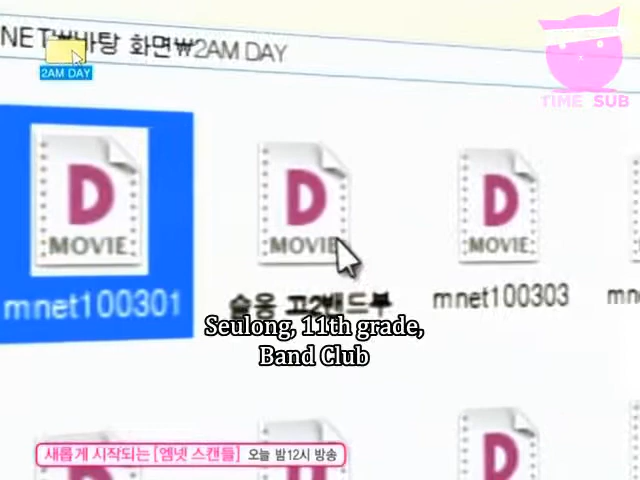 NET₩바탕 화면₩2AM DAY
2AM DAY
TIME SUB
D
MOVIE
D
MOVIE
D
MOVIE
mnet100301
슬옹 고2밴드부
mnet100303
Seulong, 11th grade,
Band Club
D
D
새롭게 시작되는 [엠넷 스캔들] 오늘 밤12시 방송